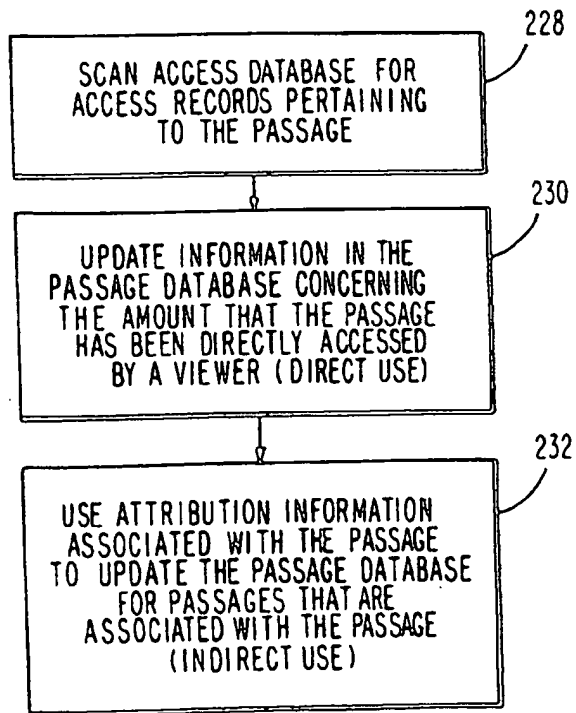 228
SCAN ACCESS DATABASE FOR
ACCESS RECORDS PERTAINING
TO THE PASSAGE
230
UPDATE INFORMATION IN THE
PASSAGE DATABASE CONCERNING
THE AMOUNT THAT THE PASSAGE
HAS BEEN DIRECTLY ACCESSED
BY A VIEWER (DIRECT USE)
232
USE ATTRIBUTION INFORMATION
ASSOCIATED WITH THE PASSAGE
TO UPDATE THE PASSAGE DATABASE
FOR PASSAGES THAT ARE
ASSOCIATED WITH THE PASSAGE
(INDIRECT USE)